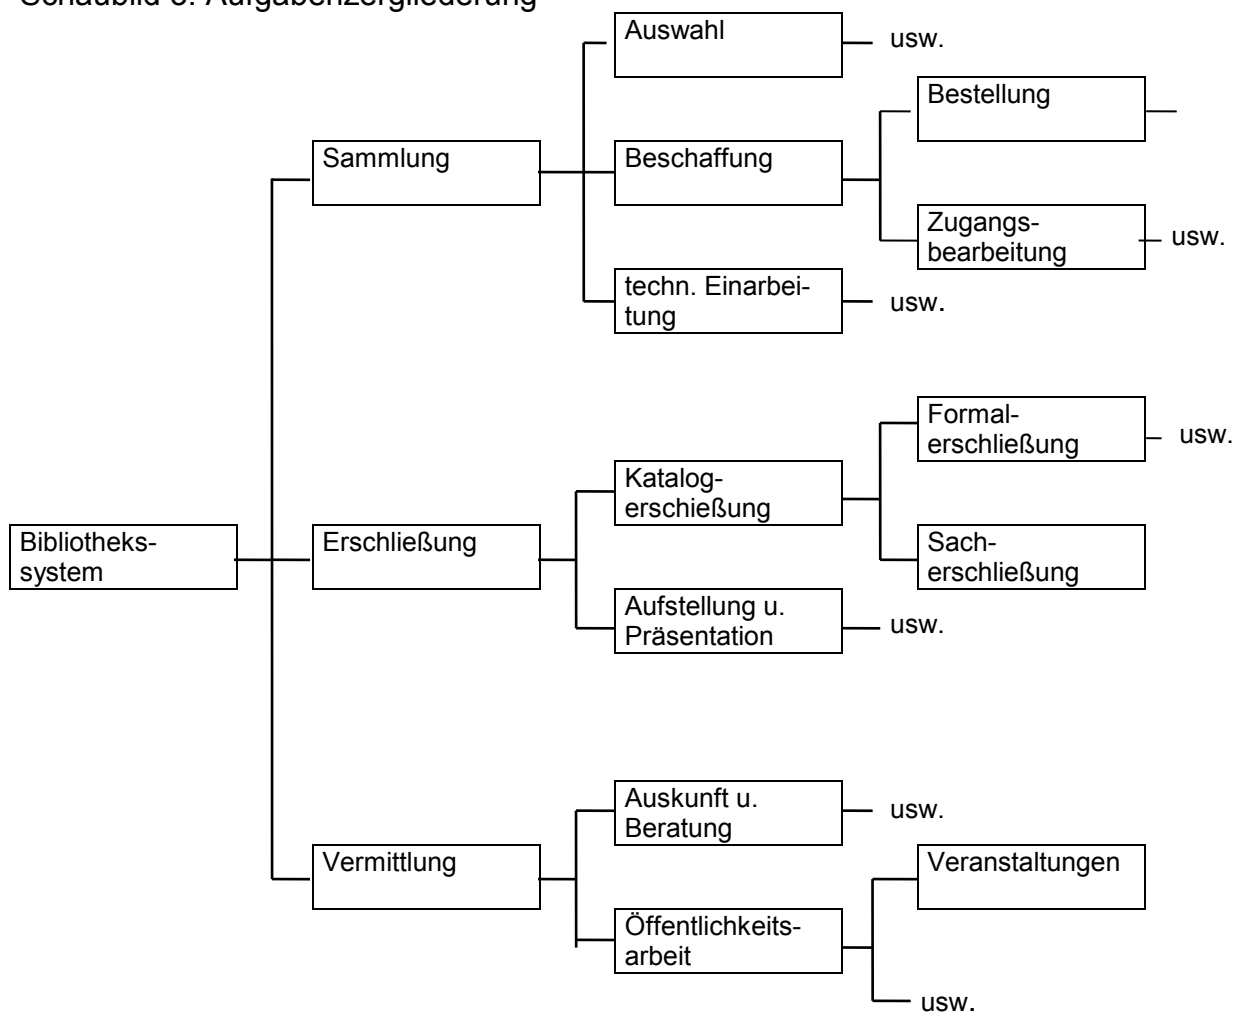 Schaubild 6: Aufgabenzergliederung
Auswahl
usw.
Bestellung
Sammlung
Beschaffung
Zugangs-
bearbeitung
usw.
techn. Einarbei-
tung
usw.
Formal-
erschließung
usw.
Katalog-
erschießung
Bibliotheks-
system
Erschließung
Sach-
erschließung
Aufstellung u.
Präsentation
usw.
Auskunft u.
Beratung
usw.
Vermittlung
Veranstaltungen
Öffentlichkeits-
arbeit
usw.